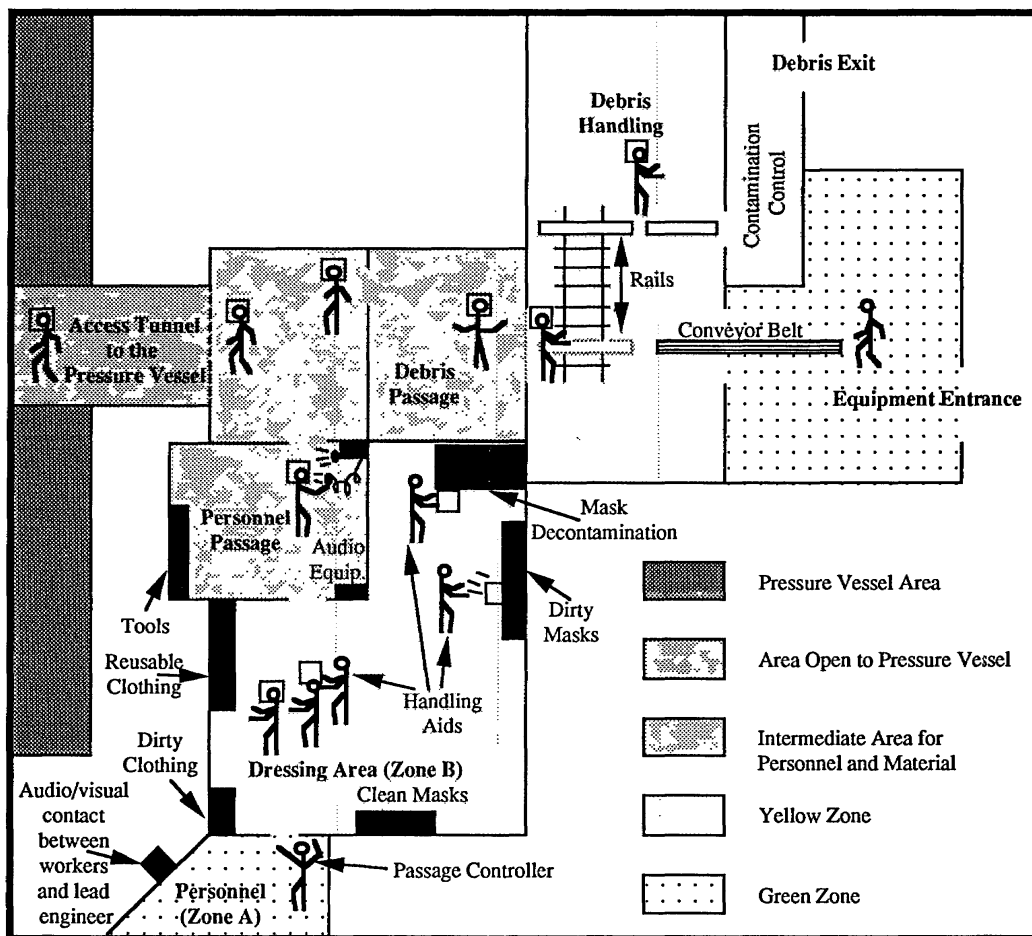 Debris Exit
Debris
Handling
Contamination
Control
Rails
Access Tunnel
to the
Pressure Vessel
Debris
Passage
Conveyor Belt
Equipment Entrance
Personnel
Passage
Audio
Equip.
Mask
Decontamination
Tools
Dirty
Masks
Reusable
Clothing
Handling
Aids
Dirty
Clothing
Dressing Area (Zone B)
Clean Masks
Audio/visual
contact
between
workers
and lead
engineer
Personnel
(Zone A)
Passage Controller
Pressure Vessel Area
Area Open to Pressure Vessel
Intermediate Area for
Personnel and Material
Yellow Zone
Green Zone